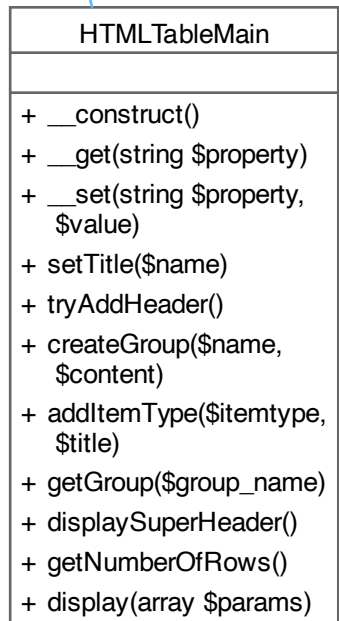 HTMLTableMain
+ __construct()
+ __get(string $property)
+ __set(string $property,
$value)
+ setTitle($name)
+ tryAddHeader()
+ createGroup($name,
$content)
+ addItemType($itemtype,
$title)
+ getGroup($group_name)
+ displaySuperHeader()
+ getNumberOfRows()
+ display(array $params)